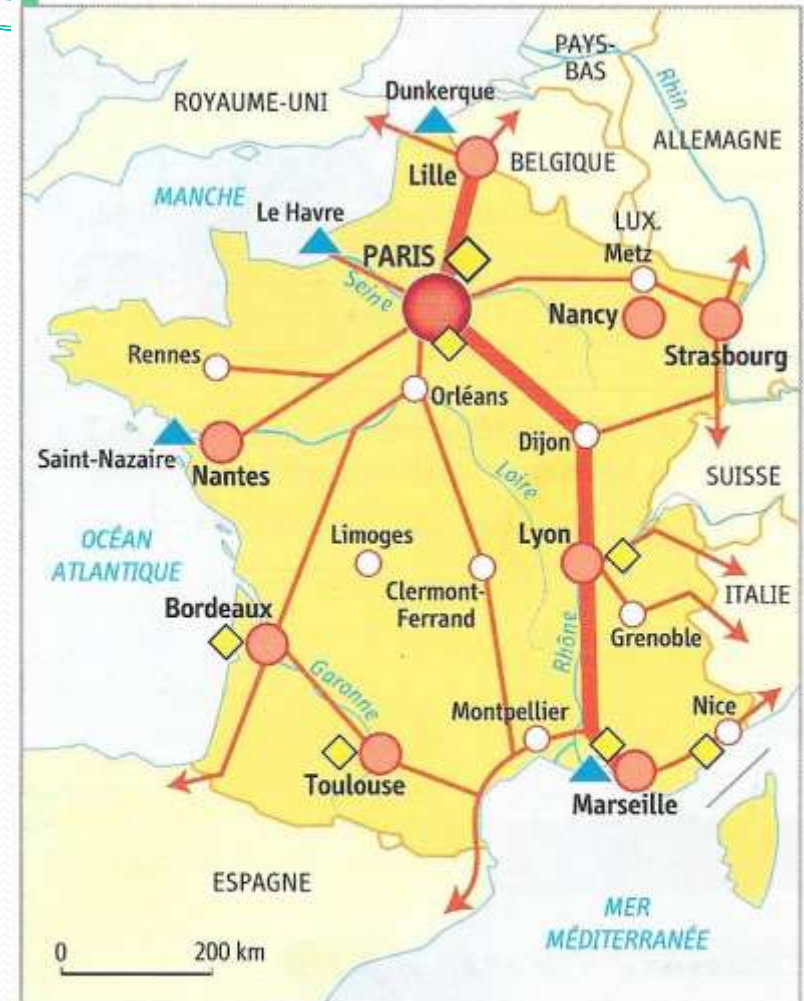 PAYS-
BAS
Rhin
Dunkerque
ROYAUME-UNI
ALLEMAGNE
BELGIQUE
Lille
MANCHE
Le Havre
LUX.
Metz
PARIS
Seine
Nancy
Strasbourg
Rennes
Orléans
Dijon
Saint-Nazaire
Nantes
Loire
SUISSE
OCÉAN
ATLANTIQUE
Limoges
Lyon
Clermont-
Ferrand
ITALIE
Bordeaux
Grenoble
Rhône
Garonne
Montpellier
Nice
Toulouse
Marseille
ESPAGNE
MER
MÉDITERRANÉE
0
200 km